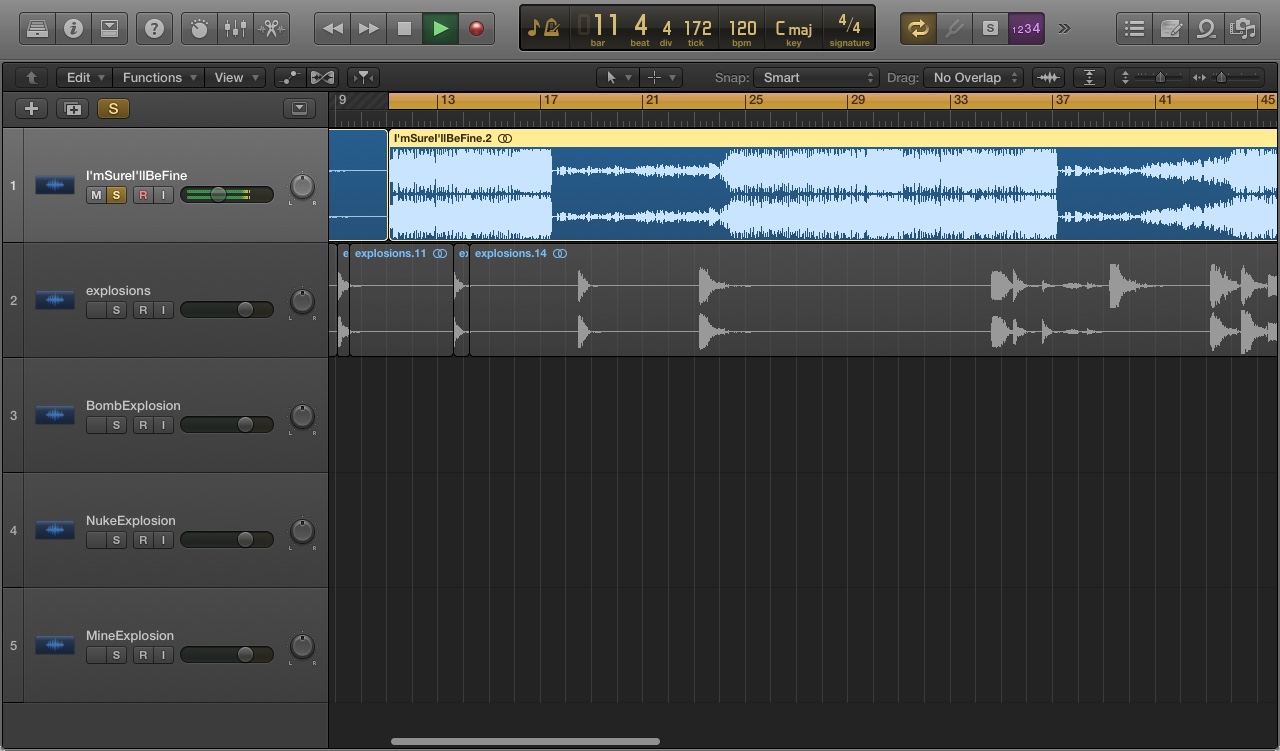 11 4 4 172 120 C maj 4/4
bar beat div tick bpm key signature
S 1234
Edit Functions View Snap: Smart Drag: No Overlap
S
9 13 17 21 25 29 33 37 41 45
I'mSureI'llBeFine.2
1 I'mSureI'llBeFine
M S R I
L R
e explosions.11 ex explosions.14
2 explosions
S R I
L R
3 BombExplosion
S R I
L R
4 NukeExplosion
S R I
L R
5 MineExplosion
S R I
L R